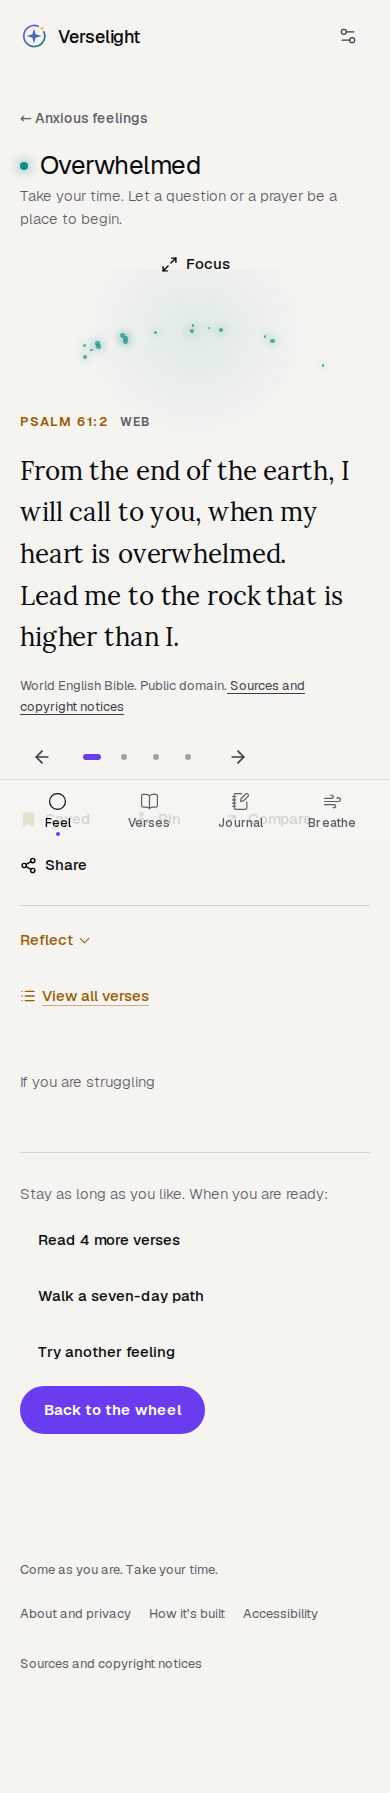 Verselight
← Anxious feelings
Overwhelmed
Take your time. Let a question or a prayer be a
place to begin.
Focus
PSALM 61:2 WEB
From the end of the earth, I
will call to you, when my
heart is overwhelmed.
Lead me to the rock that is
higher than I.
World English Bible. Public domain. Sources and
copyright notices
Saved Pin Compare
Feel Verses Journal Breathe
Share
Reflect
View all verses
If you are struggling
Stay as long as you like. When you are ready:
Read 4 more verses
Walk a seven-day path
Try another feeling
Back to the wheel
Come as you are. Take your time.
About and privacy How it's built Accessibility
Sources and copyright notices